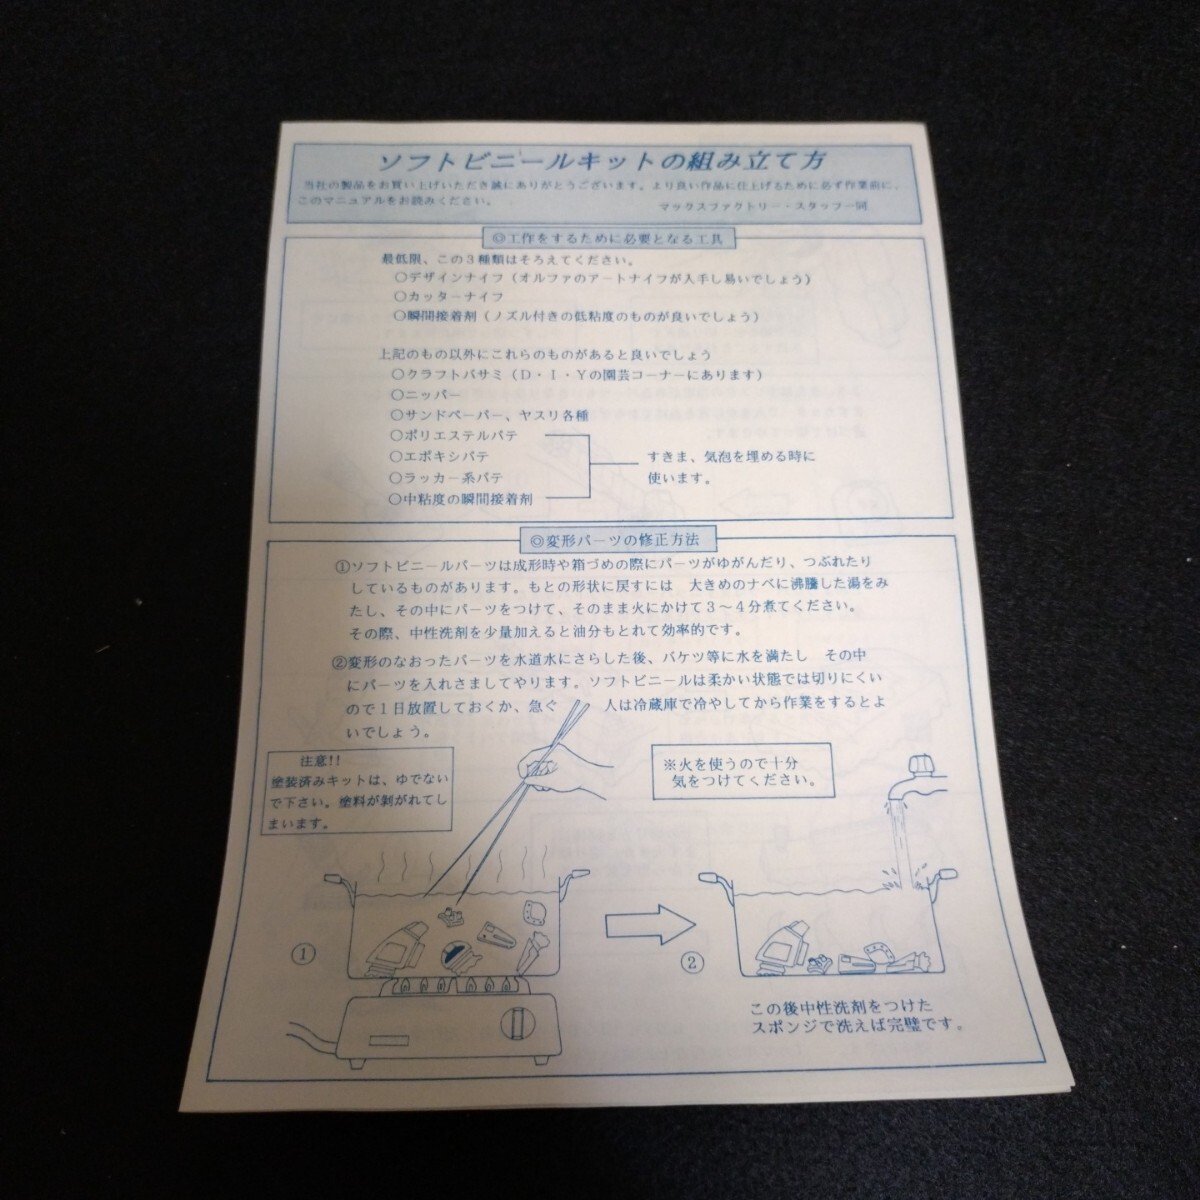 ソフトビニールキットの組み立て方
当社の製品をお買い上げいただき誠にありがとうございます。より良い作品に仕上げるために必ず作業前に、
このマニュアルをお読みください。
マックスファクトリー・スタッフ一同
◎工作をするために必要となる工具
最低限、この3種類はそろえてください。
○デザインナイフ（オルファのアートナイフが入手し易いでしょう）
○カッターナイフ
○瞬間接着剤（ノズル付きの低粘度のものが良いでしょう）
上記のもの以外にこれらのものがあると良いでしょう
○クラフトバサミ（D・I・Yの園芸コーナーにあります）
○ニッパー
○サンドペーパー、ヤスリ各種
○ポリエステルパテ
○エポキシパテ
○ラッカー系パテ
○中粘度の瞬間接着剤
すきま、気泡を埋める時に
使います。
◎変形パーツの修正方法
①ソフトビニールパーツは成形時や箱づめの際にパーツがゆがんだり、つぶれたり
しているものがあります。もとの形状に戻すには 大きめのナベに沸騰した湯をみ
たし、その中にパーツをつけて、そのまま火にかけて3〜4分煮てください。
その際、中性洗剤を少量加えると油分もとれて効率的です。
②変形のなおったパーツを水道水にさらした後、バケツ等に水を満たし その中
にパーツを入れさましてやります。ソフトビニールは柔かい状態では切りにくい
ので1日放置しておくか、急ぐ 人は冷蔵庫で冷やしてから作業をするとよ
いでしょう。
注意!!
塗装済みキットは、ゆでない
で下さい。塗料が剝がれてし
まいます。
※火を使うので十分
気をつけてください。
①
②
この後中性洗剤をつけた
スポンジで洗えば完璧です。